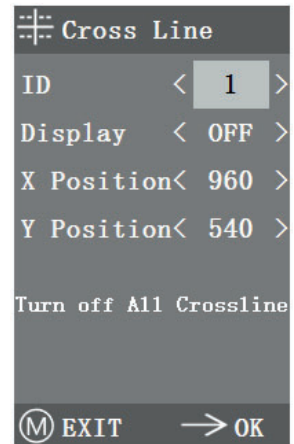 Cross Line
ID < 1 >
Display < OFF >
X Position< 960 >
Y Position< 540 >
Turn off All Crossline
M EXIT → OK